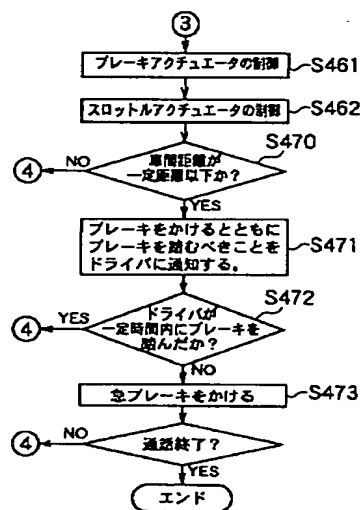 ③
ブレーキアクチュエータの制御
S461
スロットルアクチュエータの制御
S462
S470
車間距離が
一定距離以下か?
NO
④
YES
ブレーキをかけるとともに
ブレーキを踏むべきことを
ドライバに通知する。
S471
S472
ドライバが
一定時間内にブレーキを
踏んだか?
YES
④
NO
急ブレーキをかける
S473
通話終了?
NO
④
YES
エンド